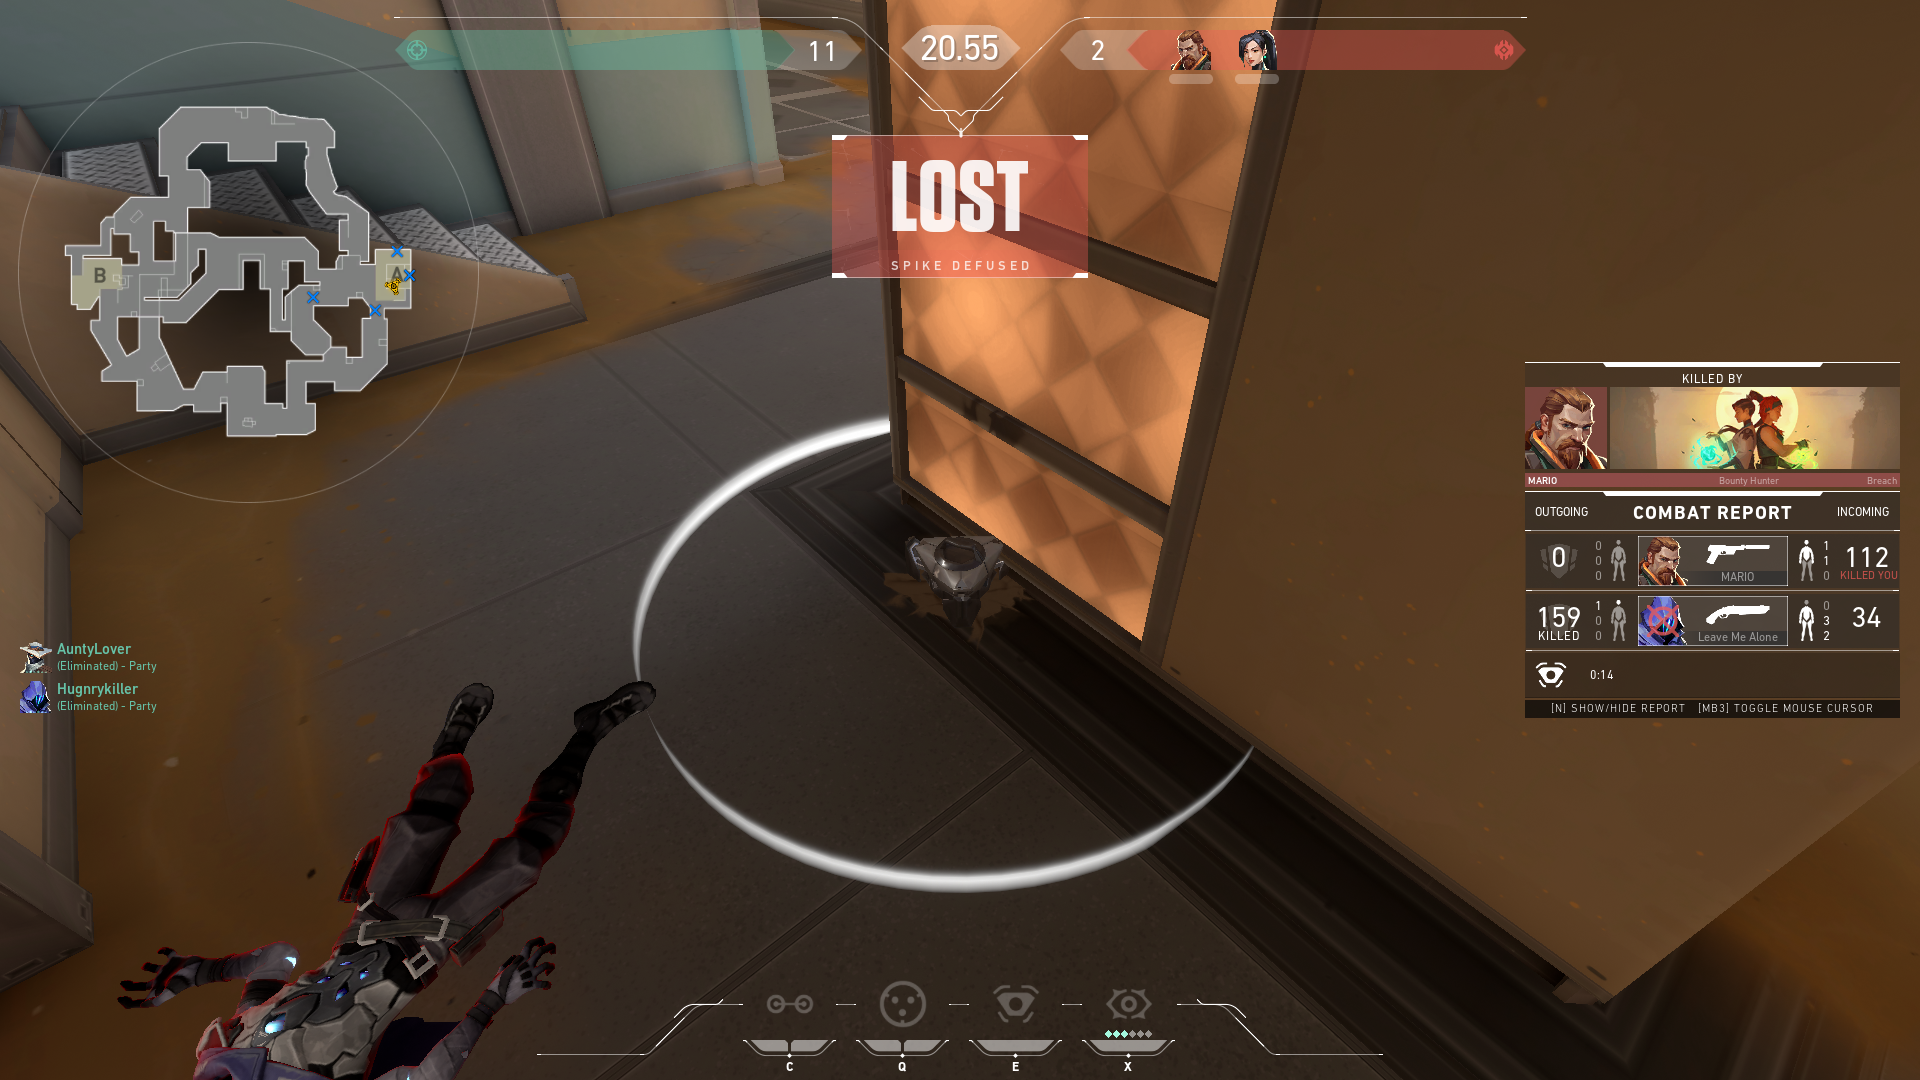 11
20.55
2
LOST
SPIKE DEFUSED
B
A
KILLED BY
MARIO
Bounty Hunter
Breach
OUTGOING
COMBAT REPORT
INCOMING
0
0
0
0
MARIO
1
1
0
112
KILLED YOU
159
KILLED
1
0
0
Leave Me Alone
0
3
2
34
0:14
[N] SHOW/HIDE REPORT [MB3] TOGGLE MOUSE CURSOR
AuntyLover
(Eliminated) - Party
Hugnrykiller
(Eliminated) - Party
C
Q
E
X